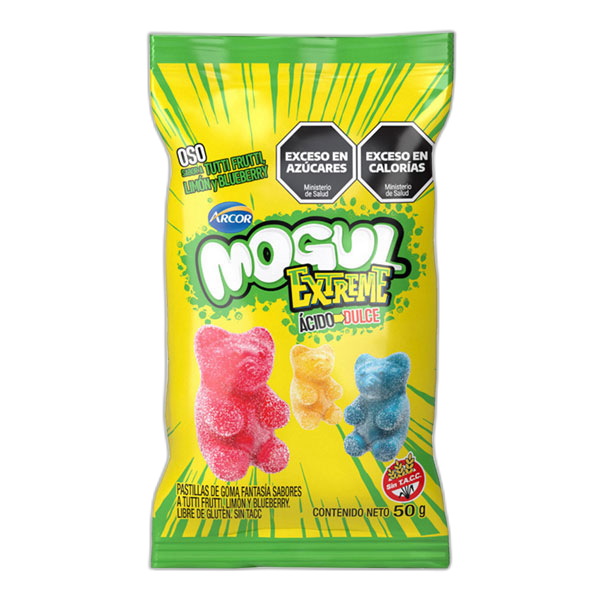 OSO
SABORES TUTTI FRUTTI,
LIMÓN y BLUEBERRY
EXCESO EN
AZÚCARES
Ministerio
de Salud
EXCESO EN
CALORÍAS
Ministerio
de Salud
ARCOR
MOGUL
EXTREME
ÁCIDO DULCE
PASTILLAS DE GOMA FANTASÍA SABORES
A TUTTI FRUTTI, LIMÓN Y BLUEBERRY.
LIBRE DE GLUTEN. SIN TACC
Sin T.A.C.C.
CONTENIDO NETO 50 g